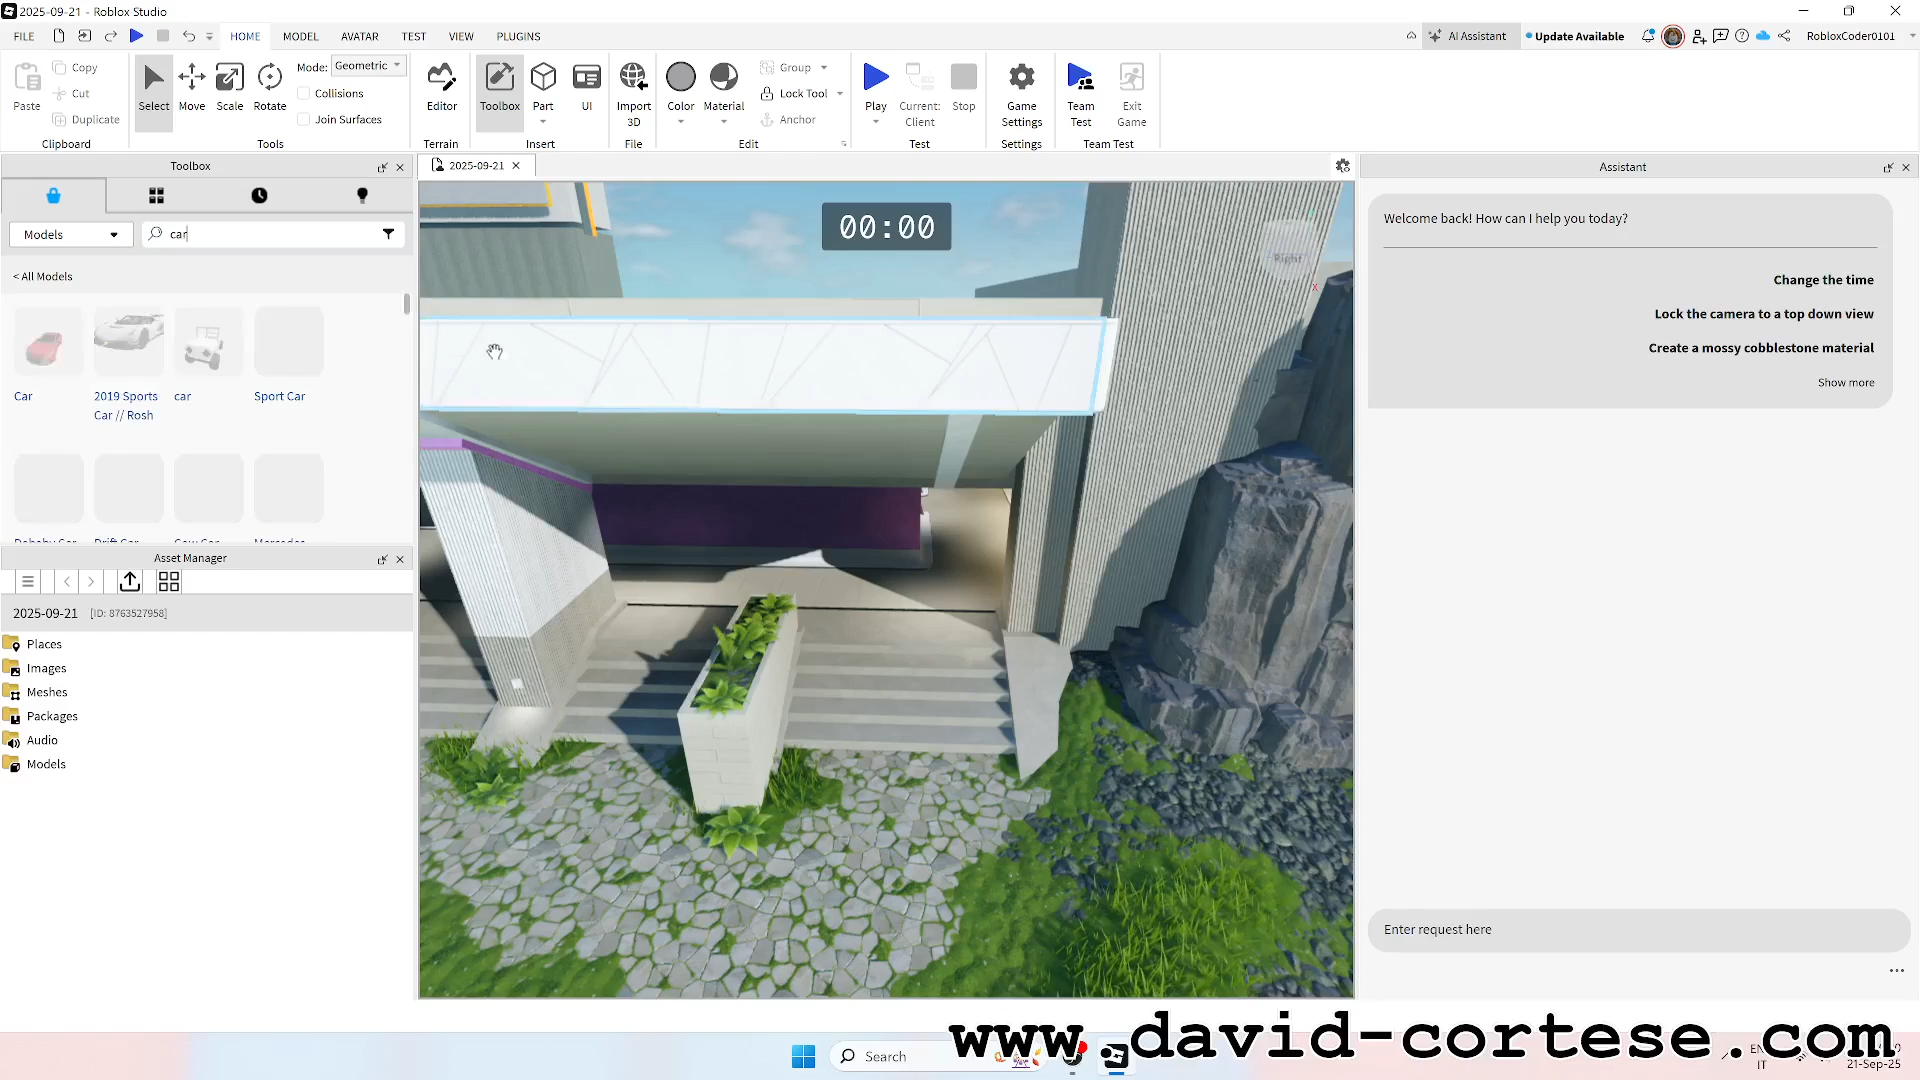 2025-09-21 - Roblox Studio
FILE HOME MODEL AVATAR TEST VIEW PLUGINS
AI Assistant Update Available RobloxCoder0101
Paste Copy Cut Duplicate
Clipboard
Select Move Scale Rotate
Mode: Geometric
Collisions
Join Surfaces
Tools
Editor
Terrain
Toolbox Part UI
Insert
Import 3D
File
Color Material
Group
Lock Tool
Anchor
Edit
Play Current: Client Stop
Test
Game Settings
Settings
Team Test Exit Game
Team Test
Toolbox
Models car
< All Models
Car
2019 Sports Car // Rosh
car
Sport Car
Asset Manager
2025-09-21 [ID: 8763527958]
Places
Images
Meshes
Packages
Audio
Models
2025-09-21
00:00
Right
X
Assistant
Welcome back! How can I help you today?
Change the time
Lock the camera to a top down view
Create a mossy cobblestone material
Show more
Enter request here
Search
www.david-cortese.com
IT
21-Sep-25